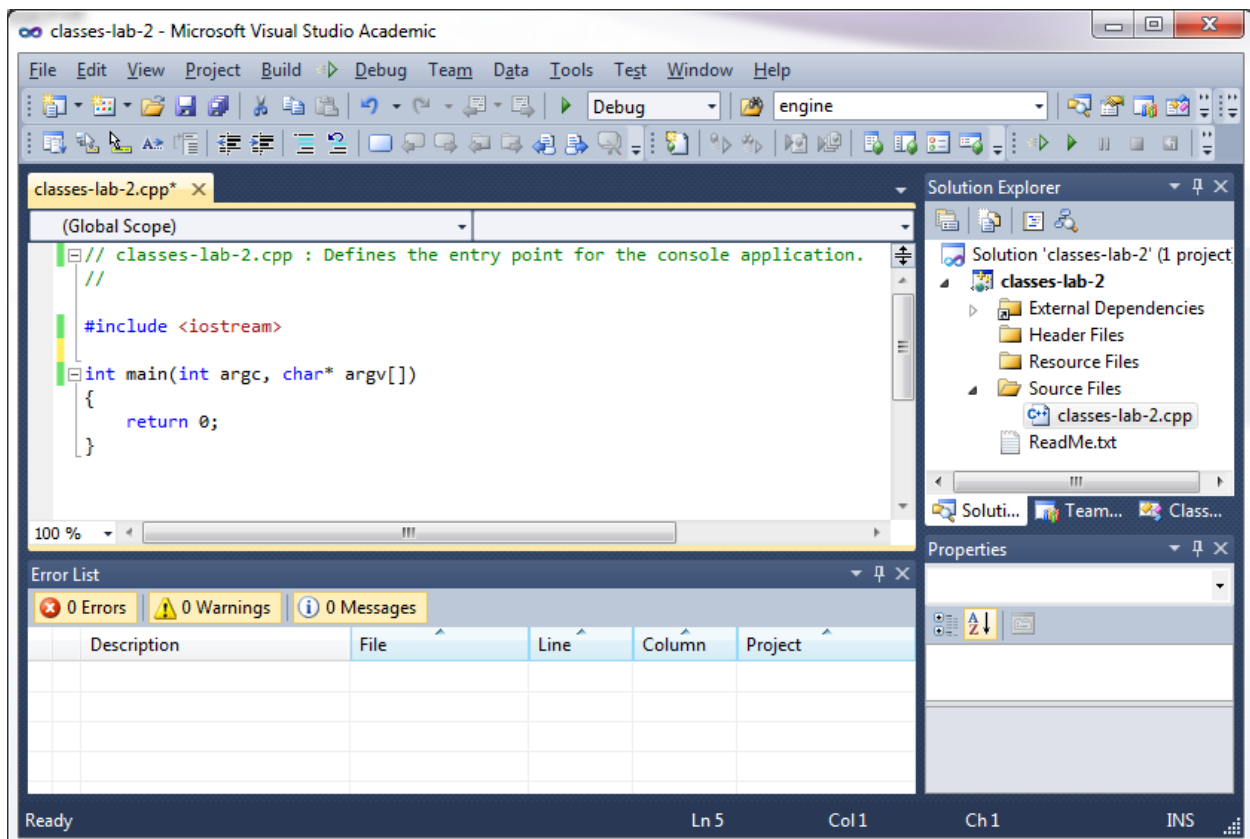 classes-lab-2 - Microsoft Visual Studio Academic
File Edit View Project Build Debug Team Data Tools Test Window Help
Debug engine
classes-lab-2.cpp*
(Global Scope)
// classes-lab-2.cpp : Defines the entry point for the console application.
//
#include <iostream>
int main(int argc, char* argv[])
{
return 0;
}
100 %
Solution Explorer
Solution 'classes-lab-2' (1 project
classes-lab-2
External Dependencies
Header Files
Resource Files
Source Files
classes-lab-2.cpp
ReadMe.txt
Soluti... Team... Class...
Properties
Error List
0 Errors 0 Warnings 0 Messages
Description File Line Column Project
Ready Ln 5 Col 1 Ch 1 INS